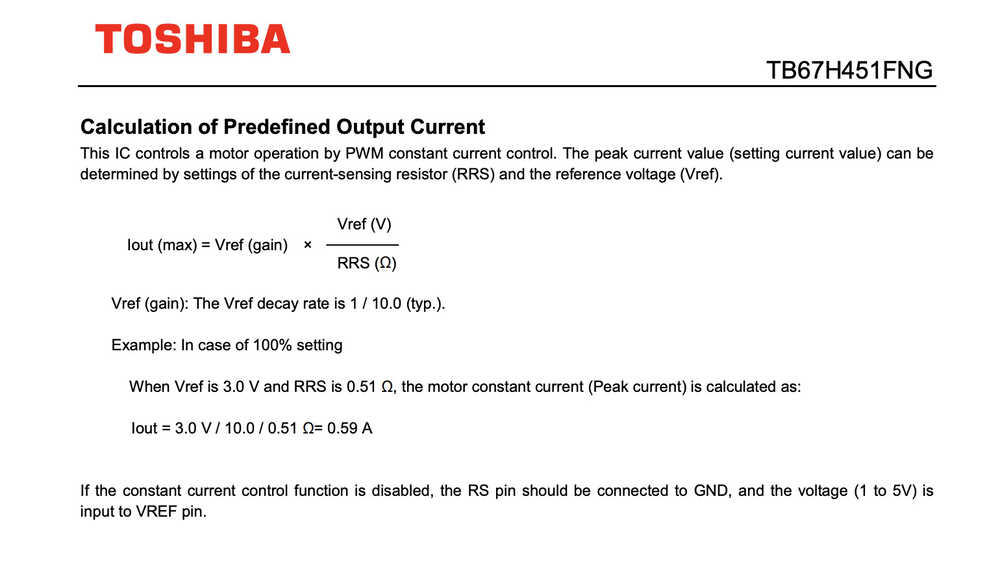 TOSHIBA
TB67H451FNG
Calculation of Predefined Output Current
This IC controls a motor operation by PWM constant current control. The peak current value (setting current value) can be
determined by settings of the current-sensing resistor (RRS) and the reference voltage (Vref).
Vref (V)
Iout (max) = Vref (gain) ×
RRS (Ω)
Vref (gain): The Vref decay rate is 1 / 10.0 (typ.).
Example: In case of 100% setting
When Vref is 3.0 V and RRS is 0.51 Ω, the motor constant current (Peak current) is calculated as:
Iout = 3.0 V / 10.0 / 0.51 Ω= 0.59 A
If the constant current control function is disabled, the RS pin should be connected to GND, and the voltage (1 to 5V) is
input to VREF pin.